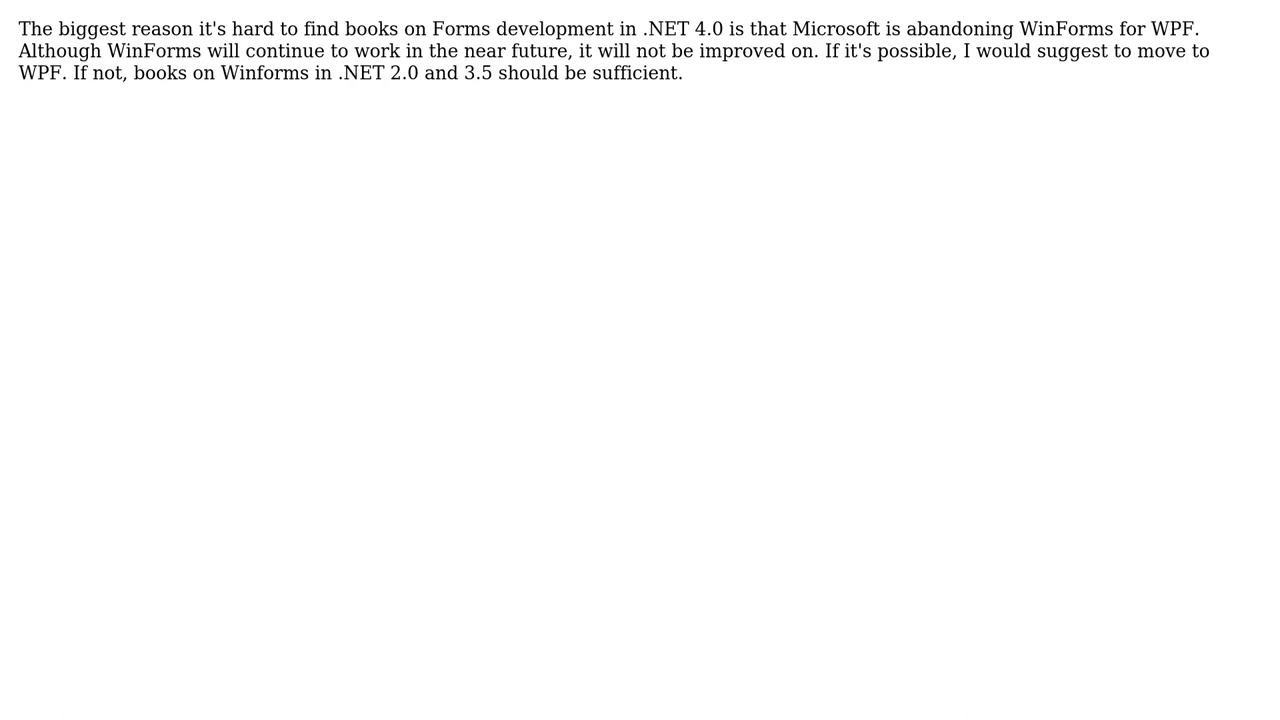 The biggest reason it's hard to find books on Forms development in .NET 4.0 is that Microsoft is abandoning WinForms for WPF.
Although WinForms will continue to work in the near future, it will not be improved on. If it's possible, I would suggest to move to
WPF. If not, books on Winforms in .NET 2.0 and 3.5 should be sufficient.